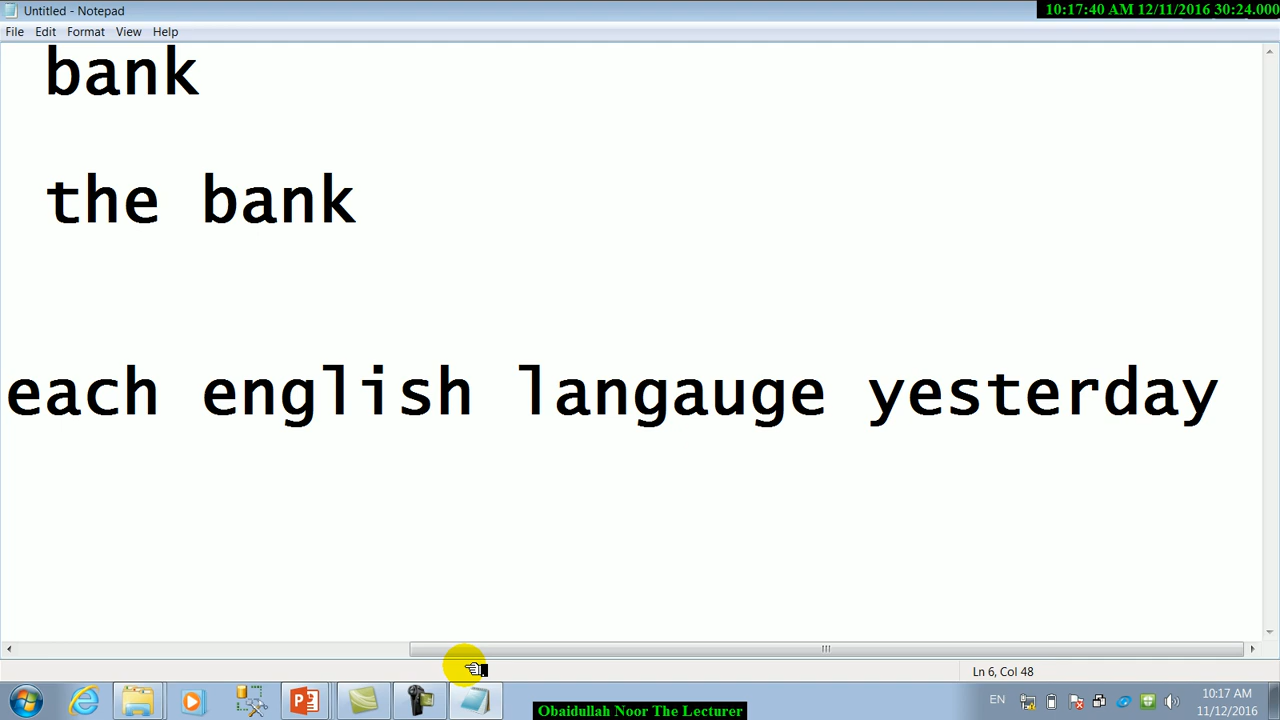 Untitled - Notepad
10:17:40 AM 12/11/2016 30:24.000
File Edit Format View Help
bank
the bank
each english langauge yesterday
Ln 6, Col 48
EN
10:17 AM
11/12/2016
Obaidullah Noor The Lecturer